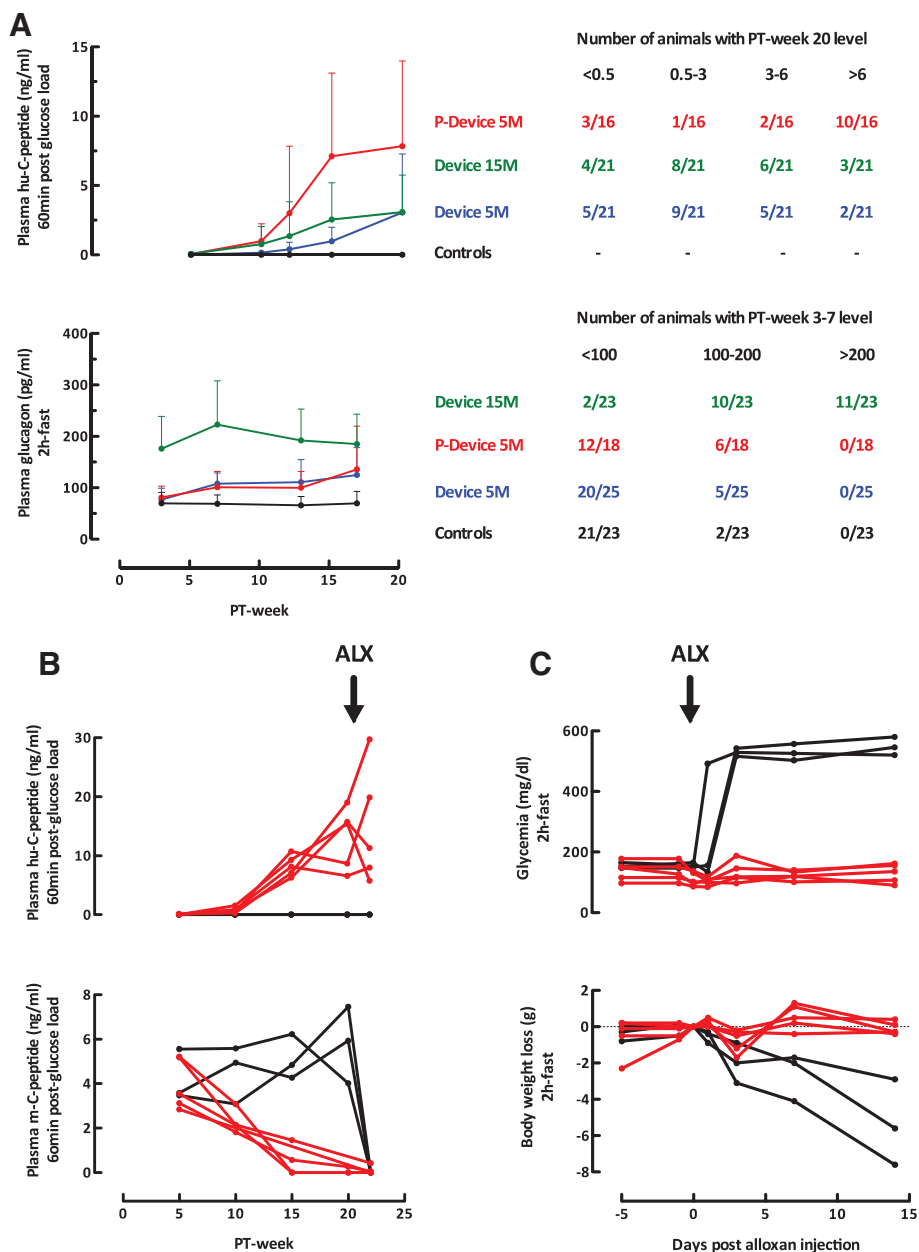 A
Plasma hu-C-peptide (ng/ml)
60min post glucose load
15
10
5
0
Number of animals with PT-week 20 level
<0.5 0.5-3 3-6 >6
P-Device 5M 3/16 1/16 2/16 10/16
Device 15M 4/21 8/21 6/21 3/21
Device 5M 5/21 9/21 5/21 2/21
Controls - - - -
Plasma glucagon (pg/ml)
2h-fast
400
300
200
100
0
Number of animals with PT-week 3-7 level
<100 100-200 >200
Device 15M 2/23 10/23 11/23
P-Device 5M 12/18 6/18 0/18
Device 5M 20/25 5/25 0/25
Controls 21/23 2/23 0/23
0 5 10 15 20
PT-week
B
ALX
Plasma hu-C-peptide (ng/ml)
60min post-glucose load
30
20
10
0
Plasma m-C-peptide (ng/ml)
6omin post-glucose load
8
6
4
2
0
0 5 10 15 20 25
PT-week
C
ALX
Glycemia (mg/dl)
2h-fast
600
400
200
0
Body weight loss (g)
2h-fast
2
0
-2
-4
-6
-8
-5 0 5 10 15
Days post alloxan injection